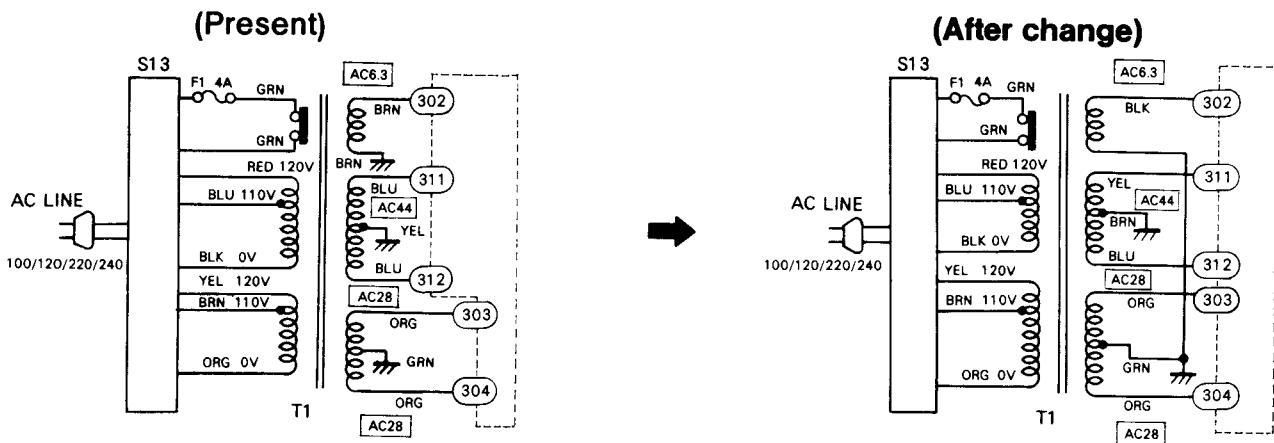 (Present)
S13
F1 4A
GRN
GRN
RED 120V
BLU 110V
BLK 0V
YEL 120V
BRN 110V
ORG 0V
AC LINE
100/120/220/240
T1
AC6.3
BRN
302
BRN
311
BLU
AC44
YEL
BLU
312
AC28
303
ORG
GRN
304
ORG
AC28
(After change)
S13
F1 4A
GRN
GRN
RED 120V
BLU 110V
BLK 0V
YEL 120V
BRN 110V
ORG 0V
AC LINE
100/120/220/240
T1
AC6.3
302
BLK
311
YEL
AC44
BRN
BLU
312
AC28
303
ORG
GRN
304
ORG
AC28